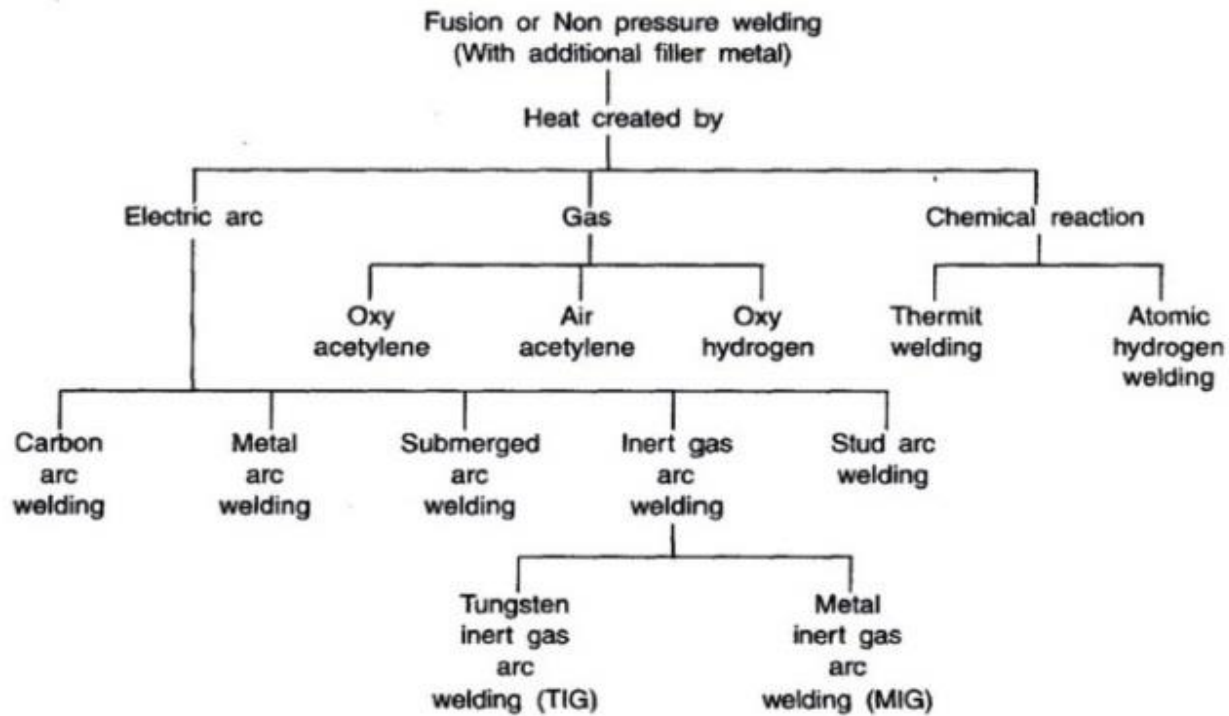 Fusion or Non pressure welding
(With additional filler metal)
Heat created by
Electric arc
Gas
Chemical reaction
Oxy
acetylene
Air
acetylene
Oxy
hydrogen
Thermit
welding
Atomic
hydrogen
welding
Carbon
arc
welding
Metal
arc
welding
Submerged
arc
welding
Inert gas
arc
welding
Stud arc
welding
Tungsten
inert gas
arc
welding (TIG)
Metal
inert gas
arc
welding (MIG)